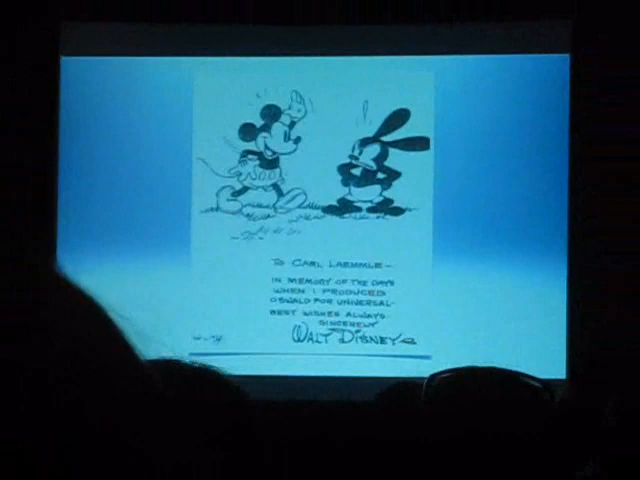 TO CARL LAEMMLE—
IN MEMORY OF THE DAYS
WHEN I PRODUCED
OSWALD FOR UNIVERSAL-
BEST WISHES ALWAYS
SINCERELY
WALT DISNEY